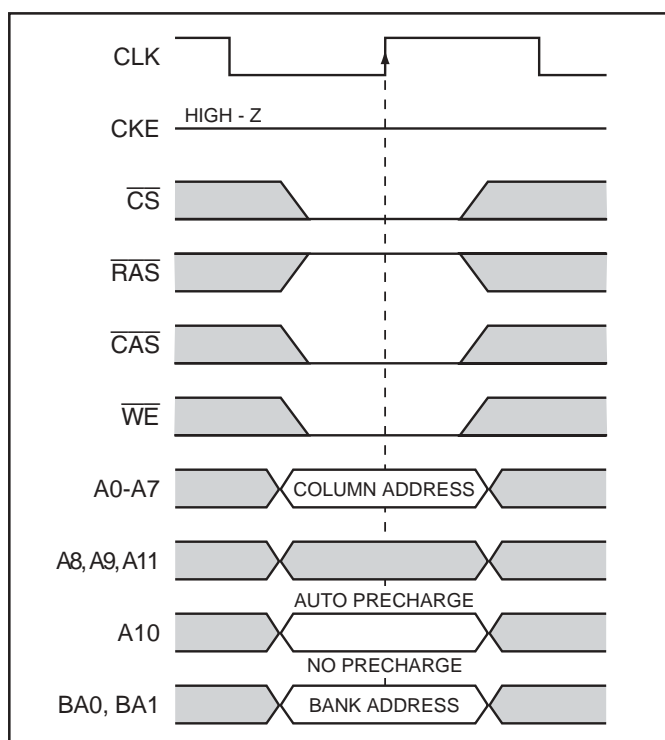 CLK
CKE HIGH - Z
CS
RAS
CAS
WE
A0-A7 COLUMN ADDRESS
A8, A9, A11
AUTO PRECHARGE
A10
NO PRECHARGE
BA0, BA1 BANK ADDRESS